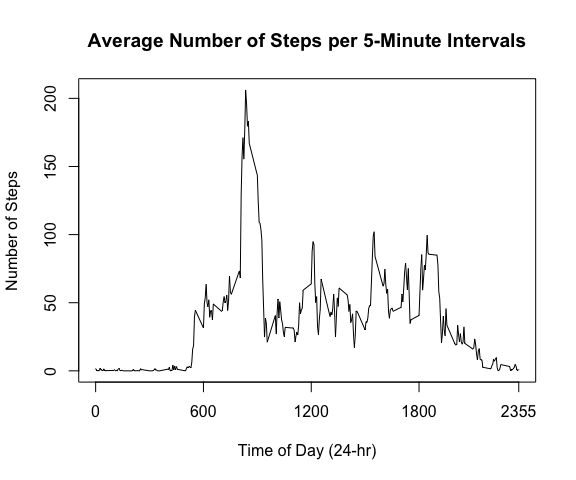 Average Number of Steps per 5-Minute Intervals
Number of Steps
200
150
100
50
0
0 600 1200 1800 2355
Time of Day (24-hr)